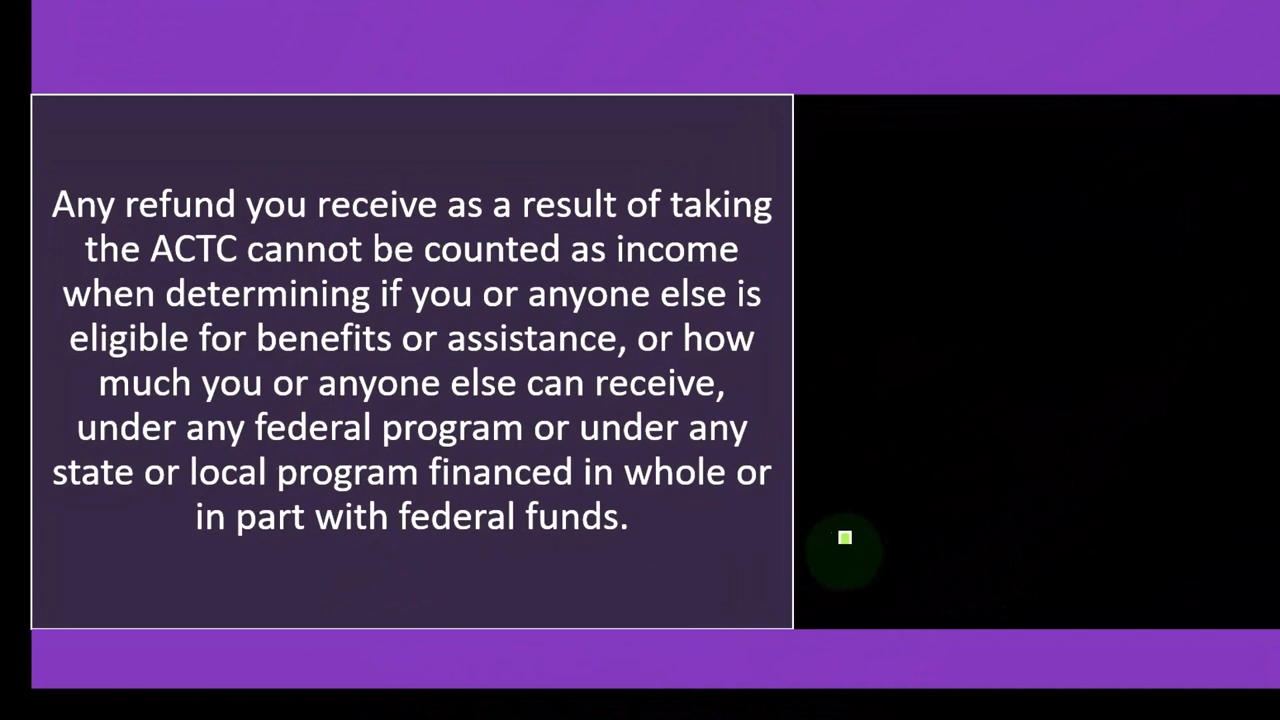 Any refund you receive as a result of taking
the ACTC cannot be counted as income
when determining if you or anyone else is
eligible for benefits or assistance, or how
much you or anyone else can receive,
under any federal program or under any
state or local program financed in whole or
in part with federal funds.